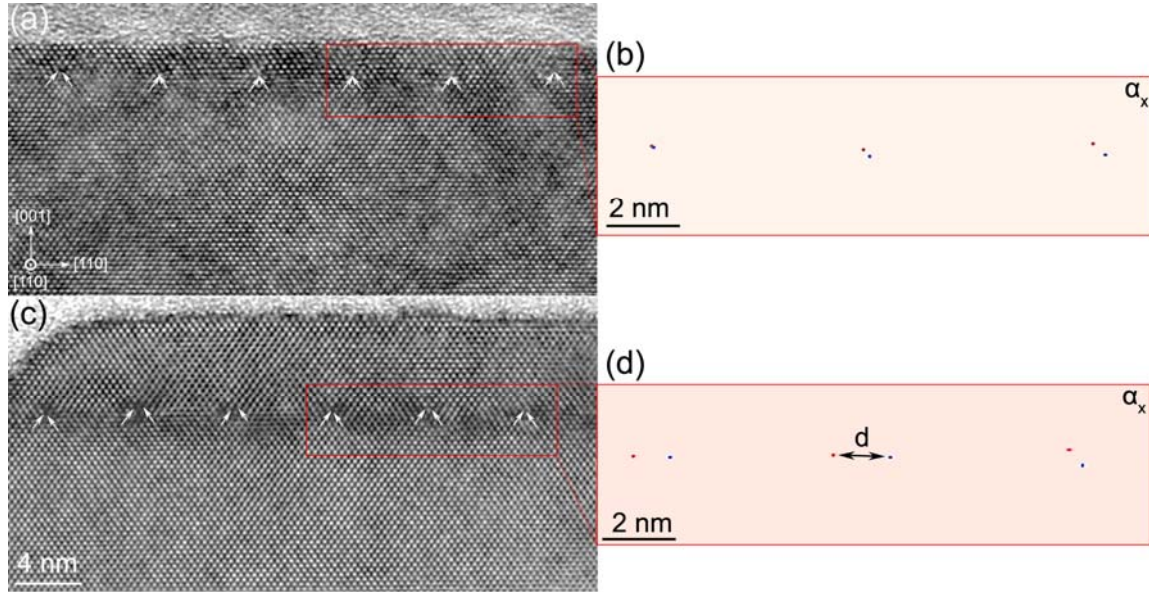 (a)
[001]
[110]
[110]
(b)
αx
2 nm
(c)
4 nm
(d)
αx
d
2 nm